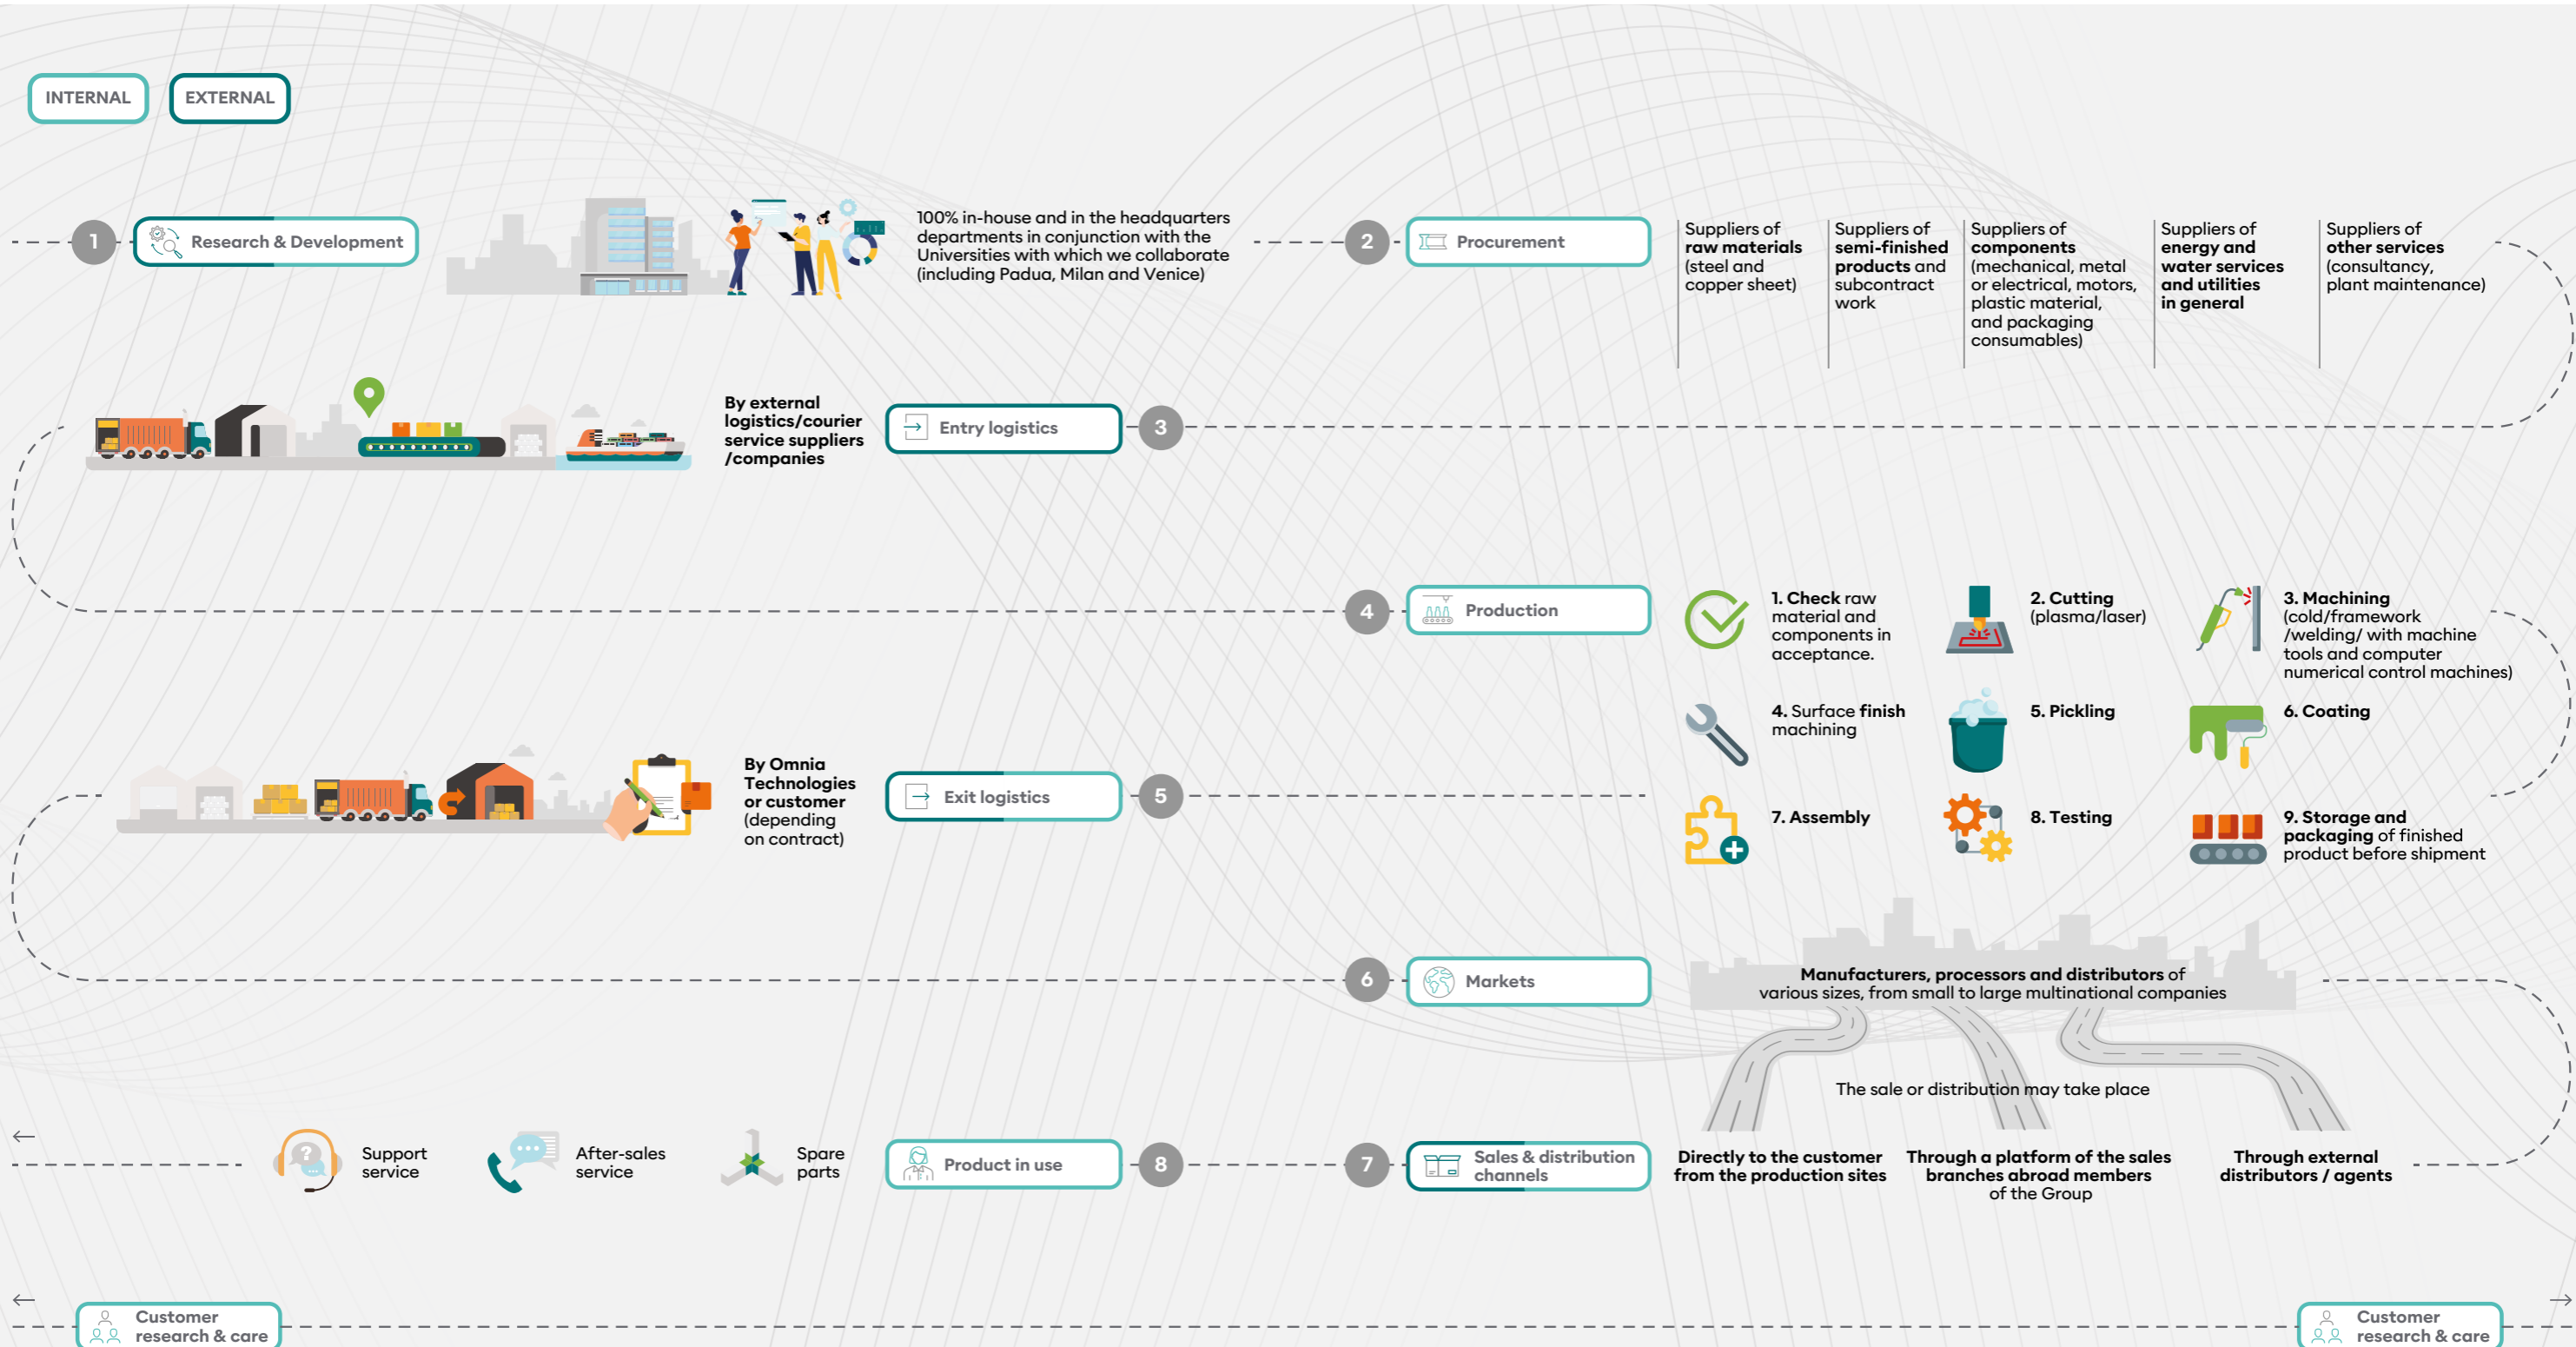 INTERNAL
EXTERNAL
1
Research & Development
100% in-house and in the headquarters
departments in conjunction with the
Universities with which we collaborate
(including Padua, Milan and Venice)
2
Procurement
Suppliers of
raw materials
(steel and
copper sheet)
Suppliers of
semi-finished
products and
subcontract
work
Suppliers of
components
(mechanical, metal
or electrical, motors,
plastic material,
and packaging
consumables)
Suppliers of
energy and
water services
and utilities
in general
Suppliers of
other services
(consultancy,
plant maintenance)
By external
logistics/courier
service suppliers
/companies
Entry logistics
3
4
Production
1. Check raw
material and
components in
acceptance.
2. Cutting
(plasma/laser)
3. Machining
(cold/framework
/welding/ with machine
tools and computer
numerical control machines)
4. Surface finish
machining
5. Pickling
6. Coating
7. Assembly
8. Testing
9. Storage and
packaging of finished
product before shipment
By Omnia
Technologies
or customer
(depending
on contract)
Exit logistics
5
6
Markets
Manufacturers, processors and distributors of
various sizes, from small to large multinational companies
The sale or distribution may take place
Directly to the customer
from the production sites
Through a platform of the sales
branches abroad members
of the Group
Through external
distributors / agents
7
Sales & distribution
channels
8
Product in use
Spare
parts
After-sales
service
?
Support
service
Customer
research & care
Customer
research & care